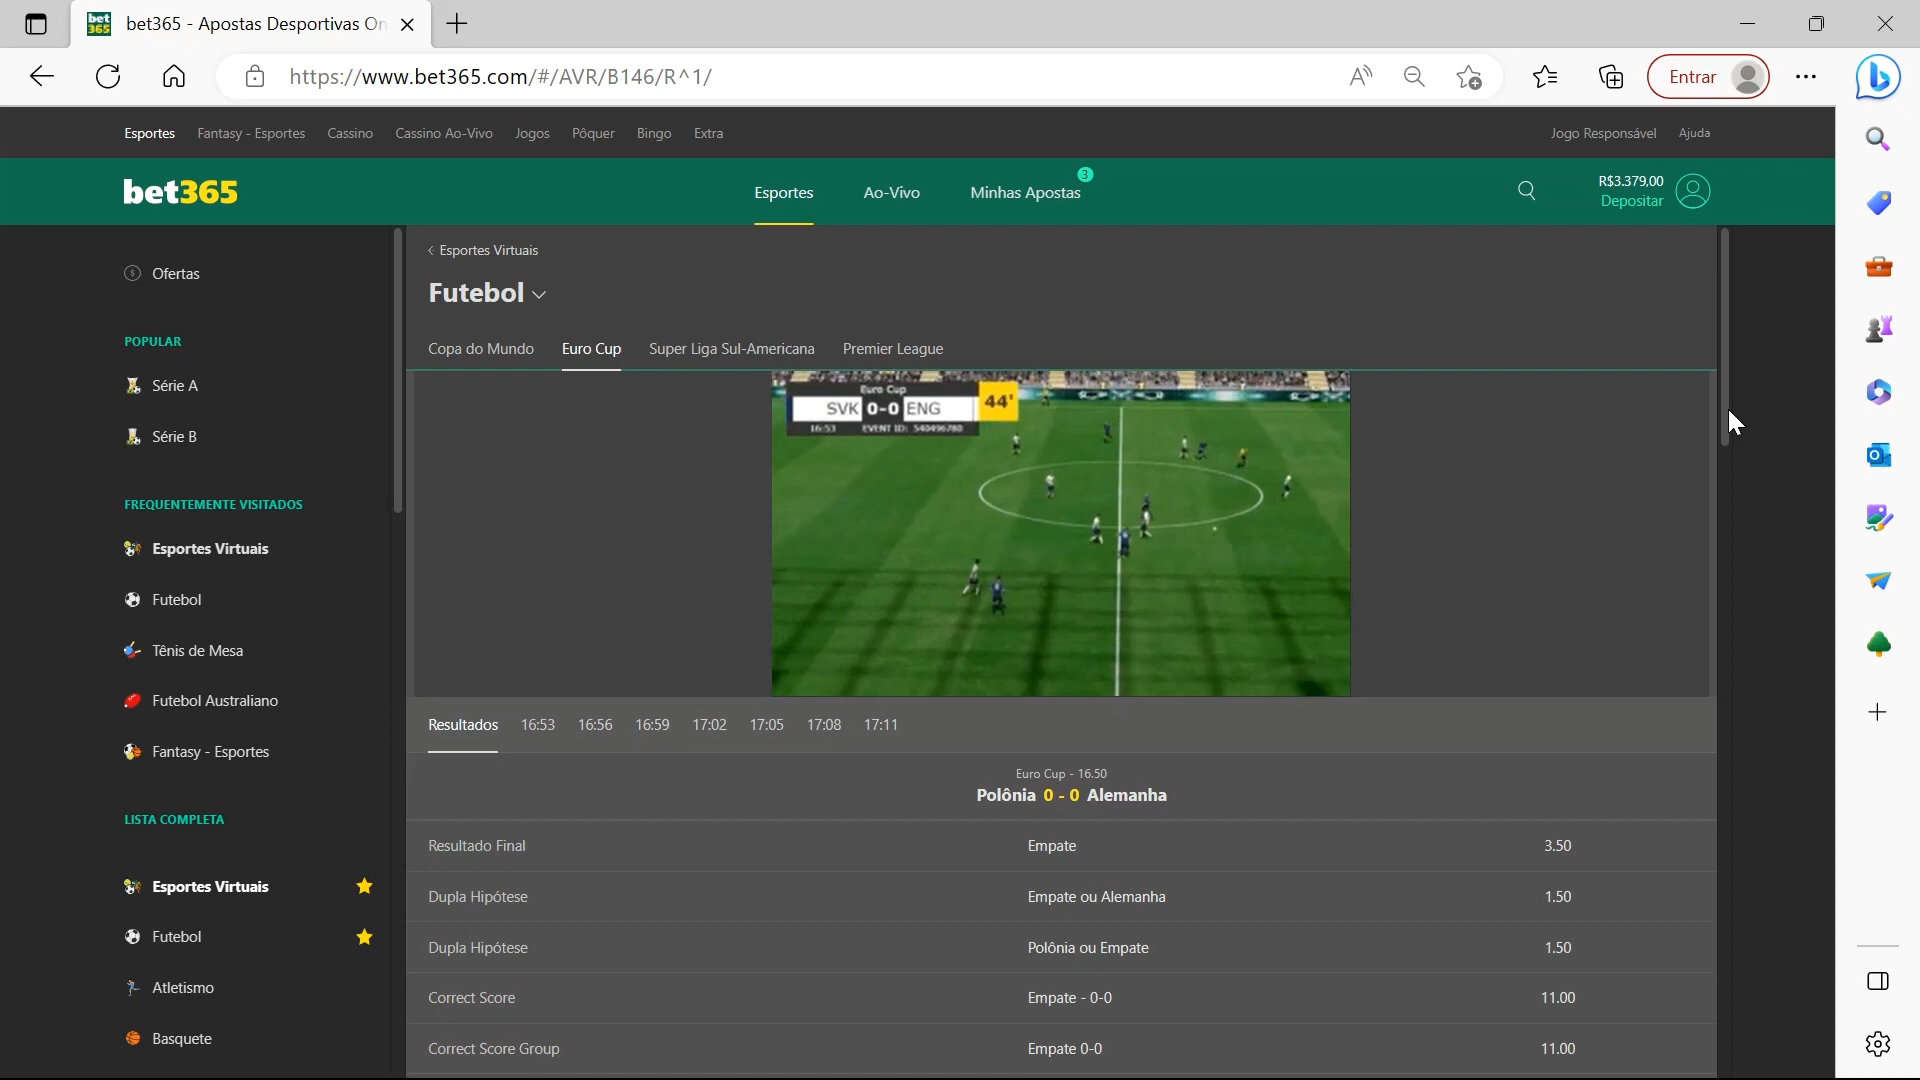 bet365 - Apostas Desportivas On
https://www.bet365.com/#/AVR/B146/R^1/
Entrar
Esportes Fantasy - Esportes Cassino Cassino Ao-Vivo Jogos Pôquer Bingo Extra Jogo Responsável Ajuda
bet365
Esportes Ao-Vivo Minhas Apostas 3
R$3.379,00
Depositar
Ofertas
POPULAR
Série A
Série B
FREQUENTEMENTE VISITADOS
Esportes Virtuais
Futebol
Tênis de Mesa
Futebol Australiano
Fantasy - Esportes
LISTA COMPLETA
Esportes Virtuais
Futebol
Atletismo
Basquete
Esportes Virtuais
Futebol
Copa do Mundo Euro Cup Super Liga Sul-Americana Premier League
Euro Cup
SVK 0-0 ENG 44'
16:53 EVENT ID: 540496780
Resultados 16:53 16:56 16:59 17:02 17:05 17:08 17:11
Euro Cup - 16.50
Polônia 0 - 0 Alemanha
Resultado Final Empate 3.50
Dupla Hipótese Empate ou Alemanha 1.50
Dupla Hipótese Polônia ou Empate 1.50
Correct Score Empate - 0-0 11.00
Correct Score Group Empate 0-0 11.00